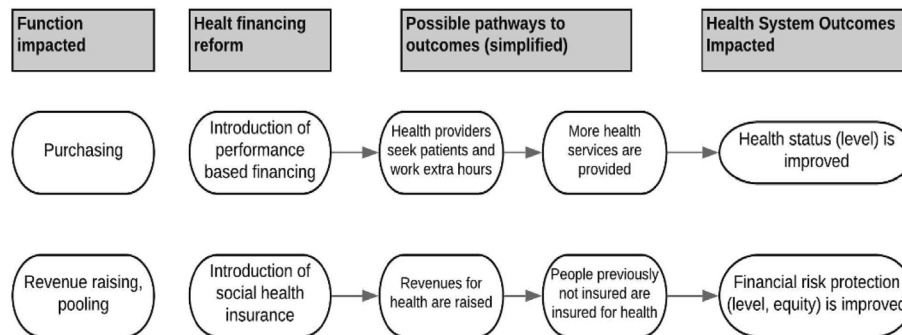 Function
impacted
Healt financing
reform
Possible pathways to
outcomes (simplified)
Health System Outcomes
Impacted
Purchasing
Introduction of
performance
based financing
Health providers
seek patients and
work extra hours
More health
services are
provided
Health status (level) is
improved
Revenue raising,
pooling
Introduction of
social health
insurance
Revenues for
health are raised
People previously
not insured are
insured for health
Financial risk protection
(level, equity) is improved